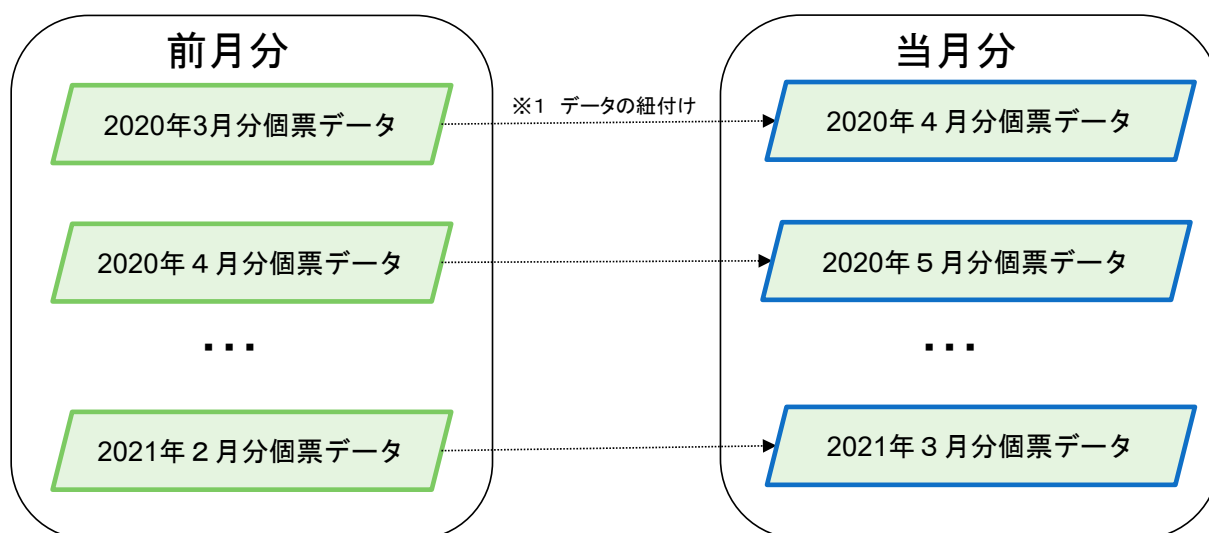 前月分
当月分
2020年3月分個票データ
※１ データの紐付け
2020年４月分個票データ
2020年４月分個票データ
2020年５月分個票データ
・・・
・・・
2021年２月分個票データ
2021年３月分個票データ